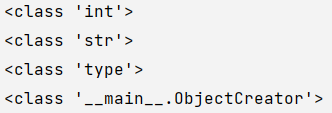 <class 'int'>
<class 'str'>
<class 'type'>
<class '__main__.ObjectCreator'>